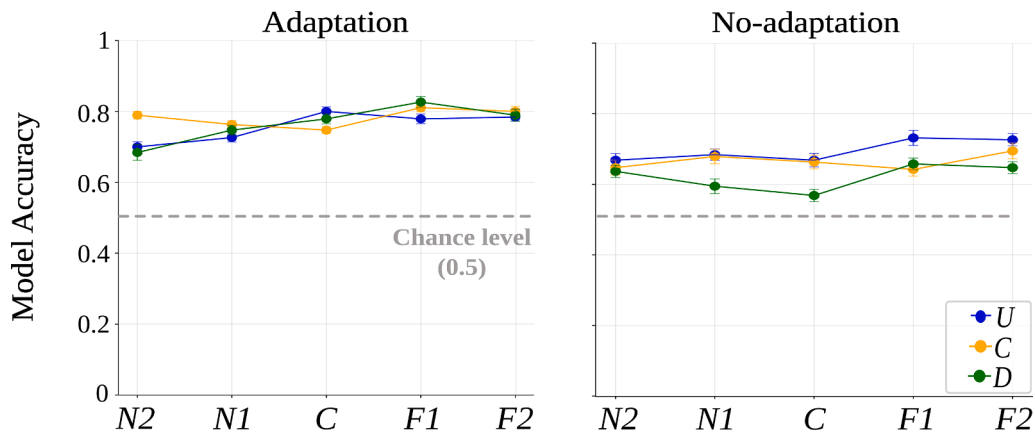 Adaptation
No-adaptation
Model Accuracy
1
0.8
0.6
0.4
0.2
0
Chance level
(0.5)
N2 N1 C F1 F2
N2 N1 C F1 F2
U
C
D